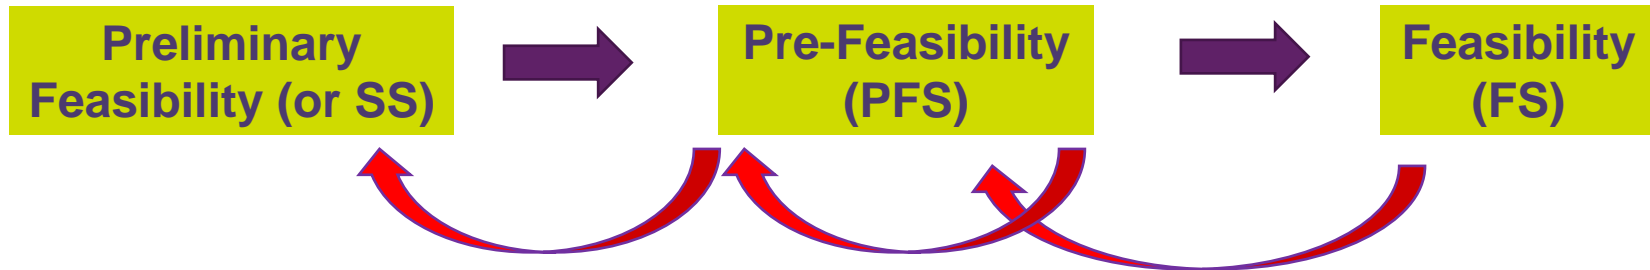 Preliminary
Feasibility (or SS)
Pre-Feasibility
(PFS)
Feasibility
(FS)